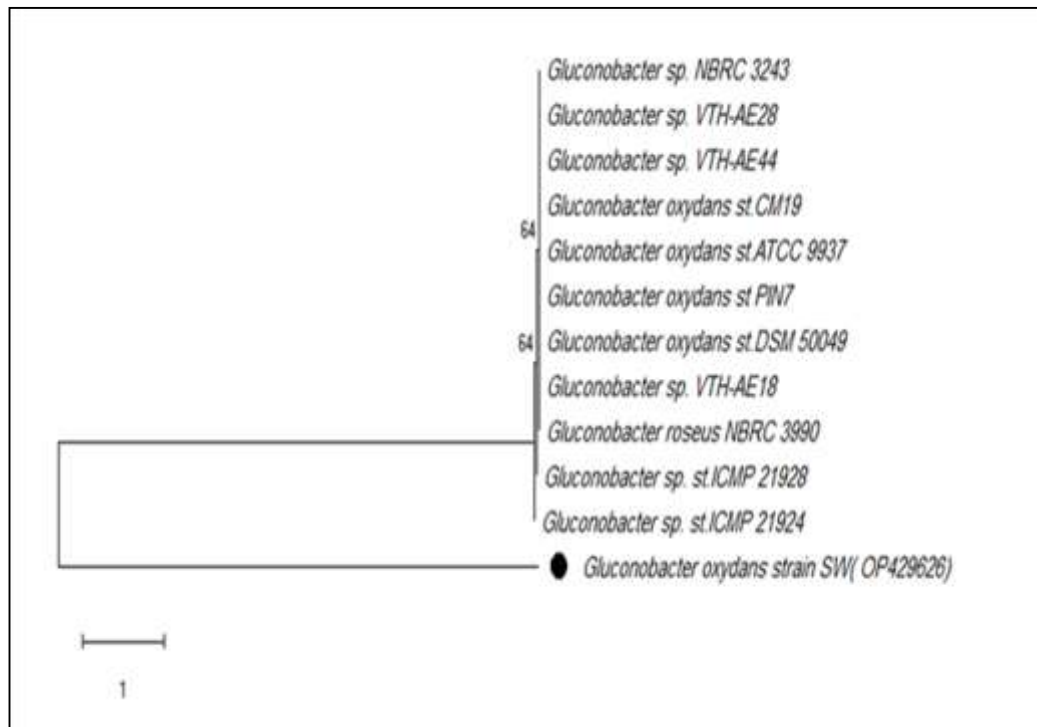 Gluconobacter sp. NBRC 3243
Gluconobacter sp. VTH-AE28
Gluconobacter sp. VTH-AE44
Gluconobacter oxydans st.CM19
64
Gluconobacter oxydans st.ATCC 9937
Gluconobacter oxydans st PIN7
64
Gluconobacter oxydans st.DSM 50049
Gluconobacter sp. VTH-AE18
Gluconobacter roseus NBRC 3990
Gluconobacter sp. st.ICMP 21928
Gluconobacter sp. st.ICMP 21924
Gluconobacter oxydans strain SW( OP429626)
1